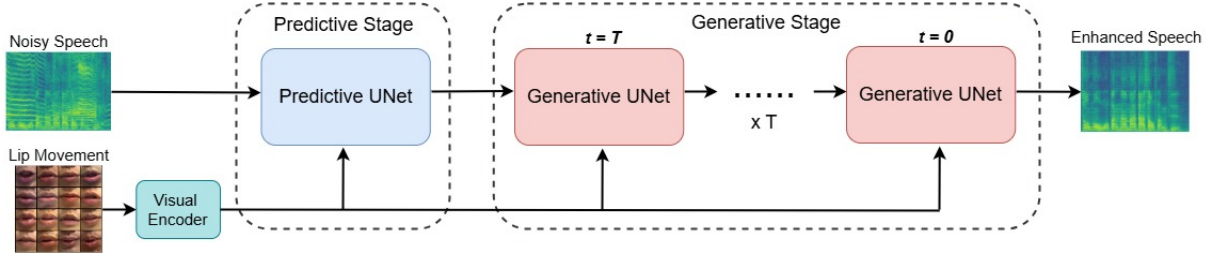 Predictive Stage
Generative Stage
Noisy Speech
t = T
t = 0
Enhanced Speech
Predictive UNet
Generative UNet
......
Generative UNet
x T
Lip Movement
Visual
Encoder